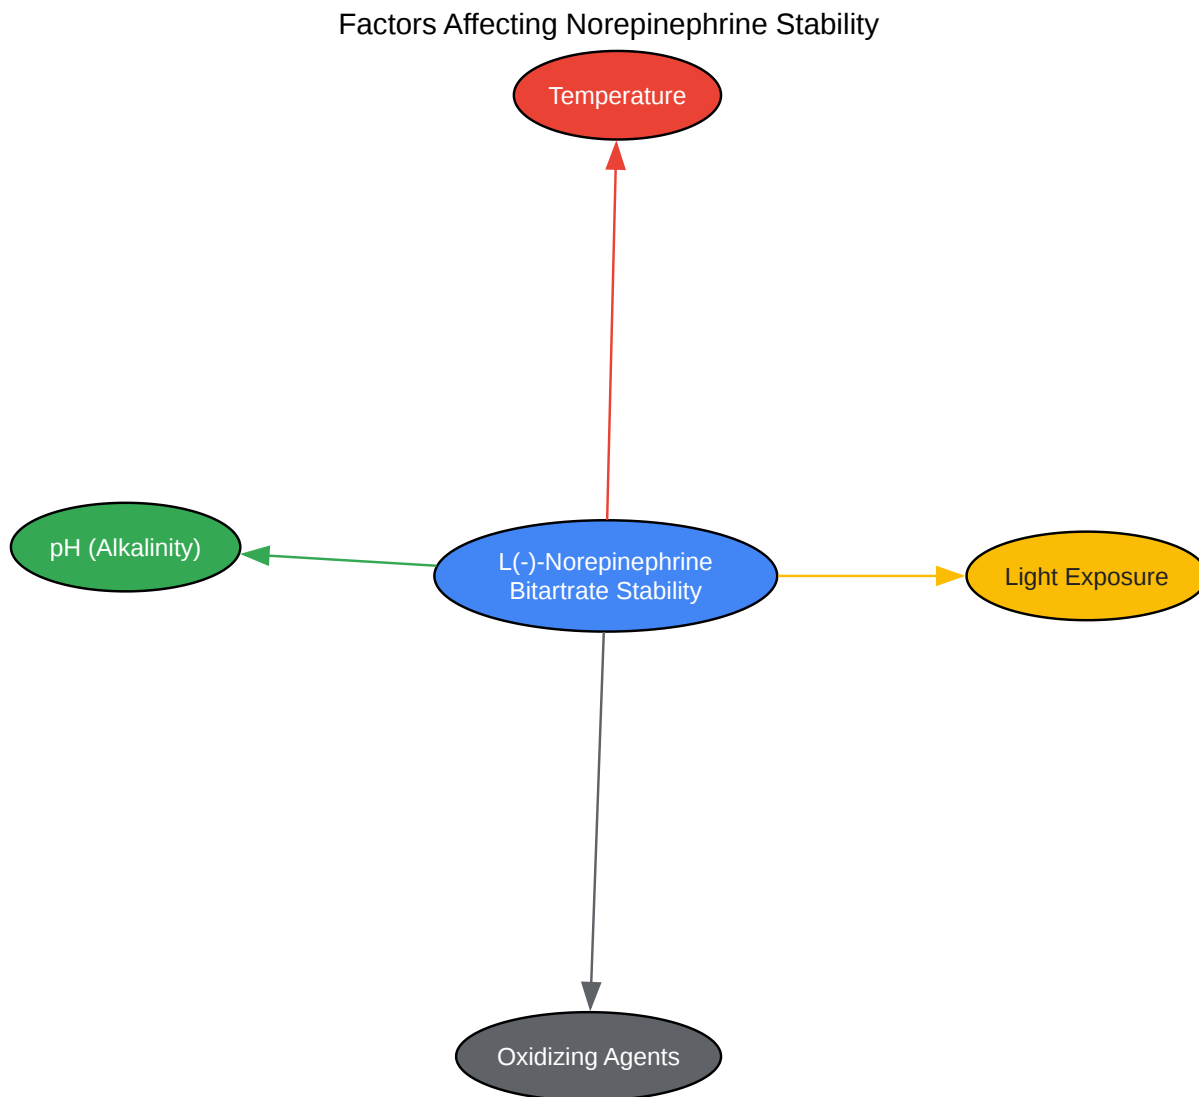 Factors Affecting Norepinephrine Stability
Temperature
pH (Alkalinity)
L(-)-Norepinephrine
Bitartrate Stability
Light Exposure
Oxidizing Agents